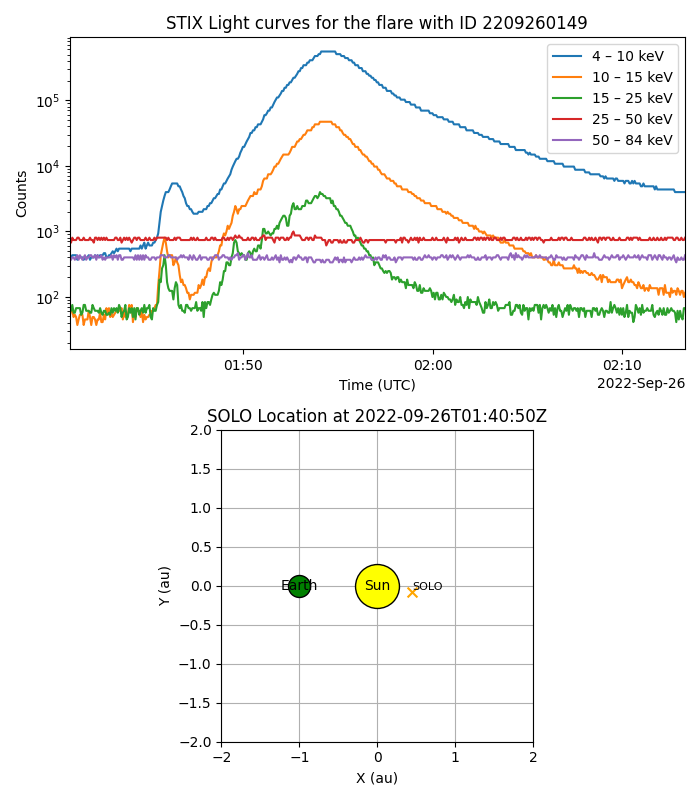 STIX Light curves for the flare with ID 2209260149
4 – 10 keV
10 – 15 keV
15 – 25 keV
25 – 50 keV
50 – 84 keV
Counts
10^5
10^4
10^3
10^2
01:50
02:00
02:10
Time (UTC)
2022-Sep-26
SOLO Location at 2022-09-26T01:40:50Z
Y (au)
2.0
1.5
1.0
0.5
0.0
−0.5
−1.0
−1.5
−2.0
Earth
Sun
SOLO
−2
−1
0
1
2
X (au)